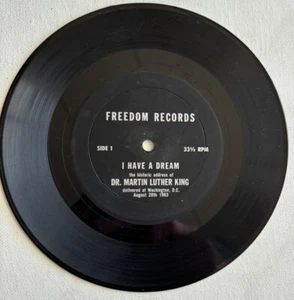 FREEDOM RECORDS
SIDE 1 33⅓ RPM
I HAVE A DREAM
the historic address of
DR. MARTIN LUTHER KING
delivered at Washington, D.C.
August 28th 1963